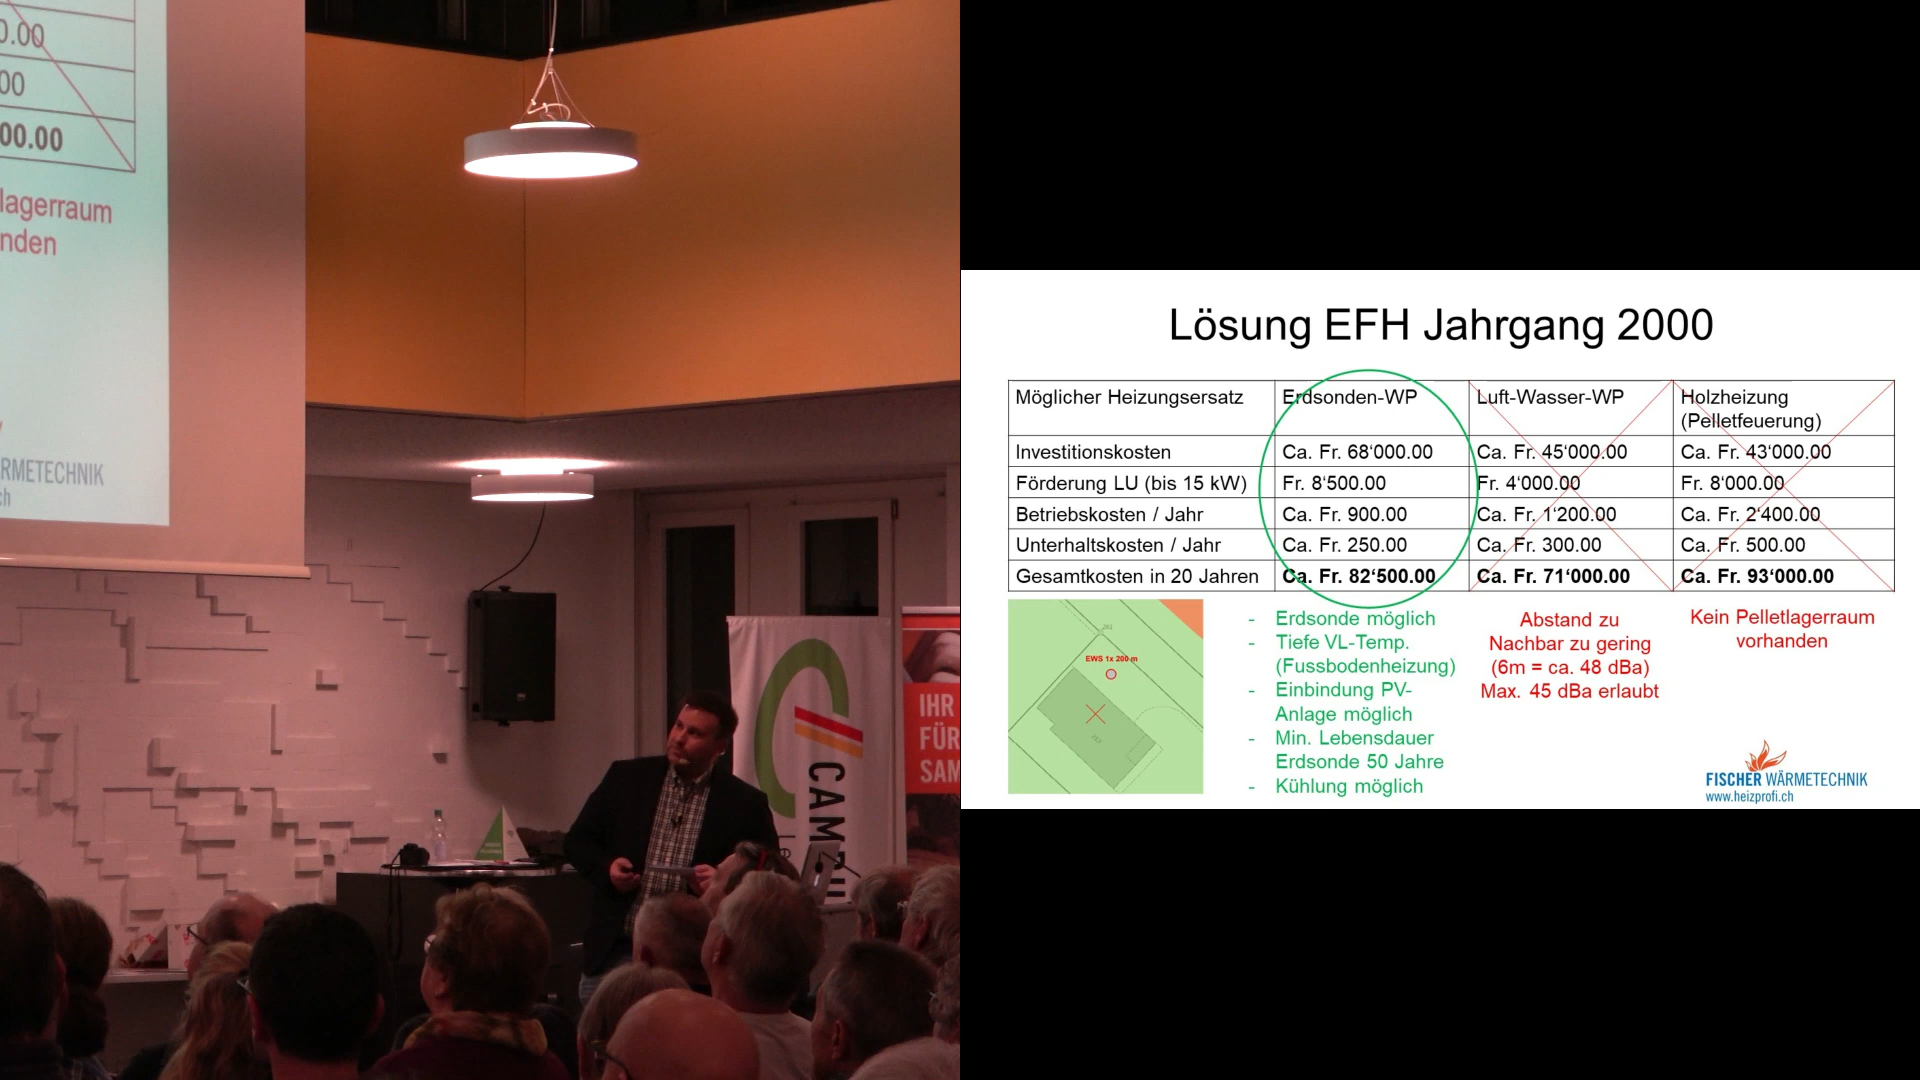 0.00
00
00.00
lagerraum
nden
RMETECHNIK
ch
IHR
FÜR
SAM
CAMPU
Lösung EFH Jahrgang 2000
Möglicher Heizungsersatz Erdsonden-WP Luft-Wasser-WP Holzheizung
(Pelletfeuerung)
Investitionskosten Ca. Fr. 68‘000.00 Ca. Fr. 45‘000.00 Ca. Fr. 43‘000.00
Förderung LU (bis 15 kW) Fr. 8‘500.00 Fr. 4‘000.00 Fr. 8‘000.00
Betriebskosten / Jahr Ca. Fr. 900.00 Ca. Fr. 1‘200.00 Ca. Fr. 2‘400.00
Unterhaltskosten / Jahr Ca. Fr. 250.00 Ca. Fr. 300.00 Ca. Fr. 500.00
Gesamtkosten in 20 Jahren Ca. Fr. 82‘500.00 Ca. Fr. 71‘000.00 Ca. Fr. 93‘000.00
EWS 1x 200 m
- Erdsonde möglich
- Tiefe VL-Temp.
(Fussbodenheizung)
- Einbindung PV-
Anlage möglich
- Min. Lebensdauer
Erdsonde 50 Jahre
- Kühlung möglich
Abstand zu
Nachbar zu gering
(6m = ca. 48 dBa)
Max. 45 dBa erlaubt
Kein Pelletlagerraum
vorhanden
FISCHER WÄRMETECHNIK
www.heizprofi.ch